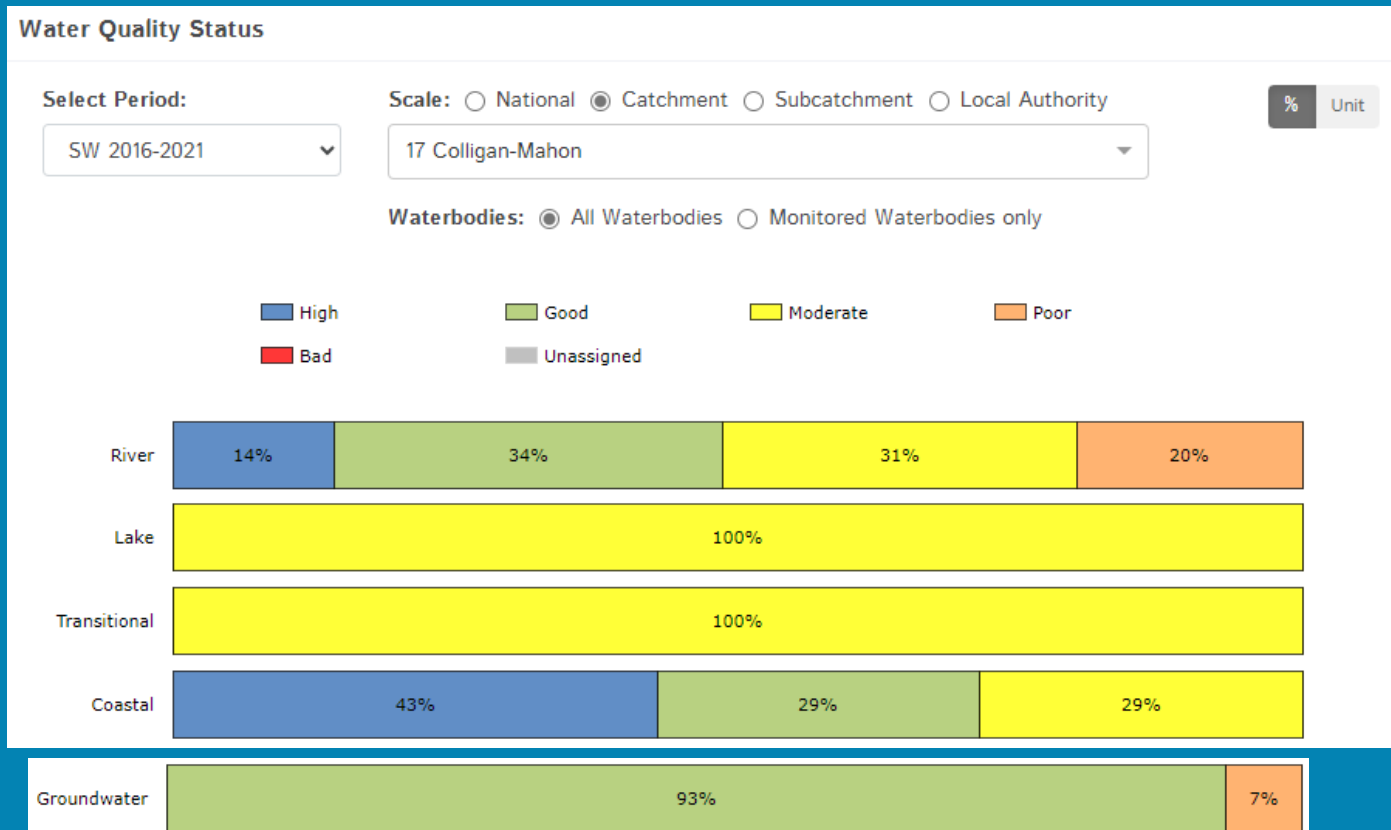 Water Quality Status
Select Period:
Scale: National Catchment Subcatchment Local Authority
% Unit
SW 2016-2021
17 Colligan-Mahon
Waterbodies: All Waterbodies Monitored Waterbodies only
High Good Moderate Poor
Bad Unassigned
River 14% 34% 31% 20%
Lake 100%
Transitional 100%
Coastal 43% 29% 29%
Groundwater 93% 7%